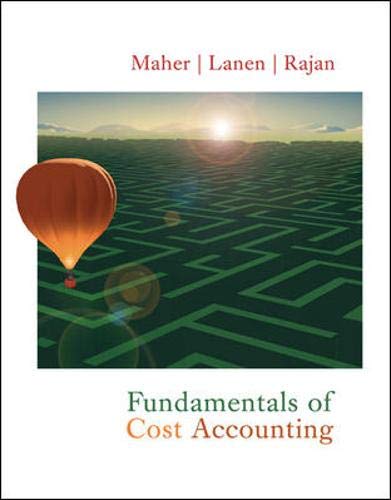 Maher | Lanen | Rajan
Fundamentals of
Cost Accounting